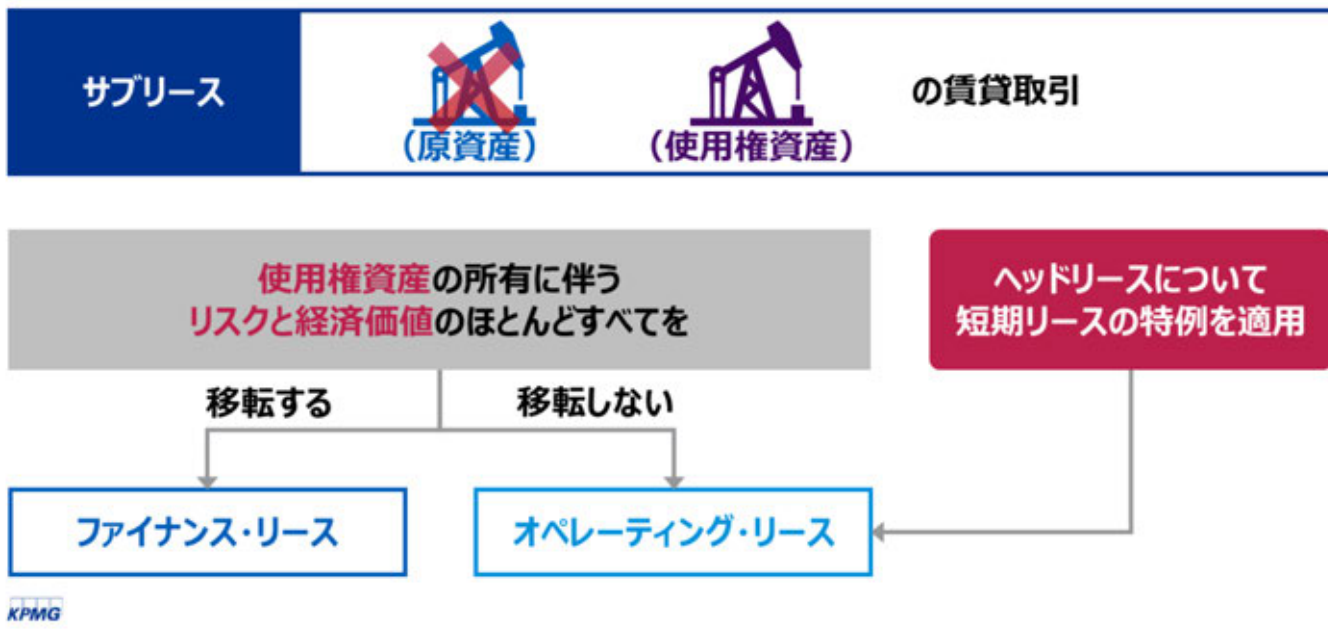 サブリース
(原資産)
(使用権資産)
の賃貸取引
使用権資産の所有に伴う
リスクと経済価値のほとんどすべてを
ヘッドリースについて
短期リースの特例を適用
移転する
移転しない
ファイナンス・リース
オペレーティング・リース
KPMG